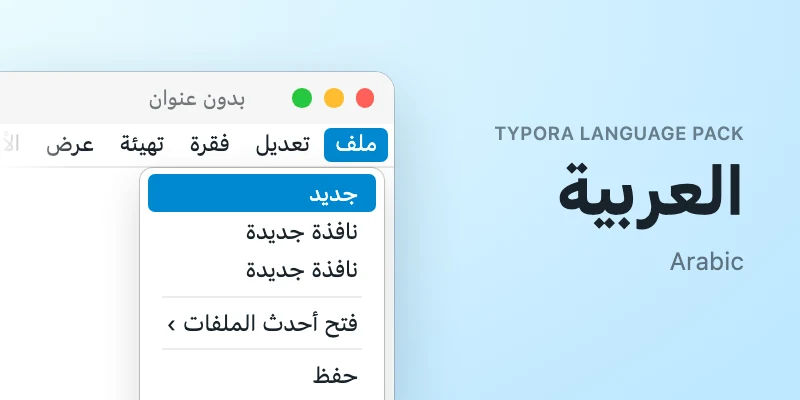 بدون عنوان
ملف تعديل فقرة تهيئة عرض
جديد
نافذة جديدة
نافذة جديدة
فتح أحدث الملفات ›
حفظ
TYPORA LANGUAGE PACK
العربية
Arabic